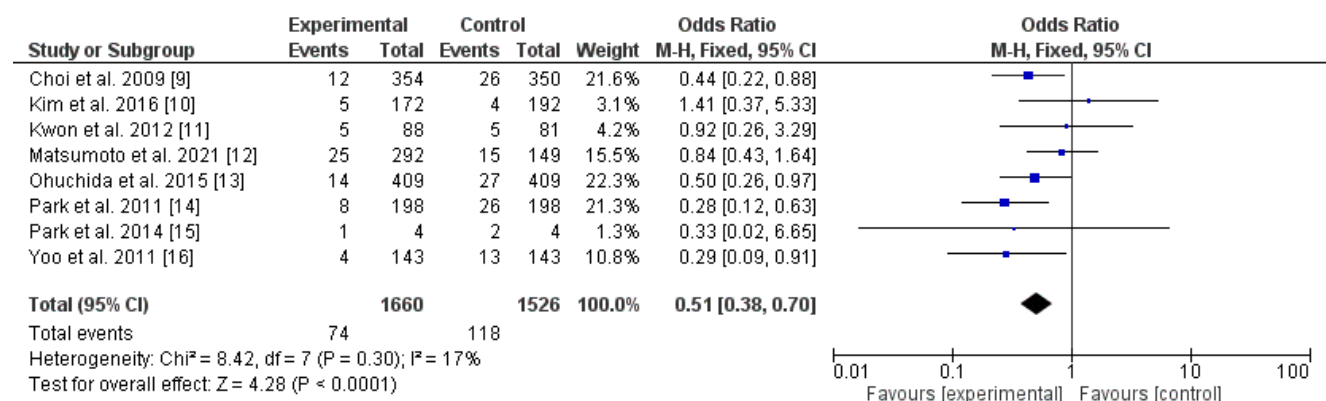 Experimental Control Odds Ratio Odds Ratio
Study or Subgroup Events Total Events Total Weight M-H, Fixed, 95% CI M-H, Fixed, 95% CI
Choi et al. 2009 [9] 12 354 26 350 21.6% 0.44 [0.22, 0.88]
Kim et al. 2016 [10] 5 172 4 192 3.1% 1.41 [0.37, 5.33]
Kwon et al. 2012 [11] 5 88 5 81 4.2% 0.92 [0.26, 3.29]
Matsumoto et al. 2021 [12] 25 292 15 149 15.5% 0.84 [0.43, 1.64]
Ohuchida et al. 2015 [13] 14 409 27 409 22.3% 0.50 [0.26, 0.97]
Park et al. 2011 [14] 8 198 26 198 21.3% 0.28 [0.12, 0.63]
Park et al. 2014 [15] 1 4 2 4 1.3% 0.33 [0.02, 6.65]
Yoo et al. 2011 [16] 4 143 13 143 10.8% 0.29 [0.09, 0.91]
Total (95% CI) 1660 1526 100.0% 0.51 [0.38, 0.70]
Total events 74 118
Heterogeneity: Chi² = 8.42, df = 7 (P = 0.30); I² = 17%
Test for overall effect: Z = 4.28 (P < 0.0001)
0.01 0.1 1 10 100
Favours [experimental] Favours [control]